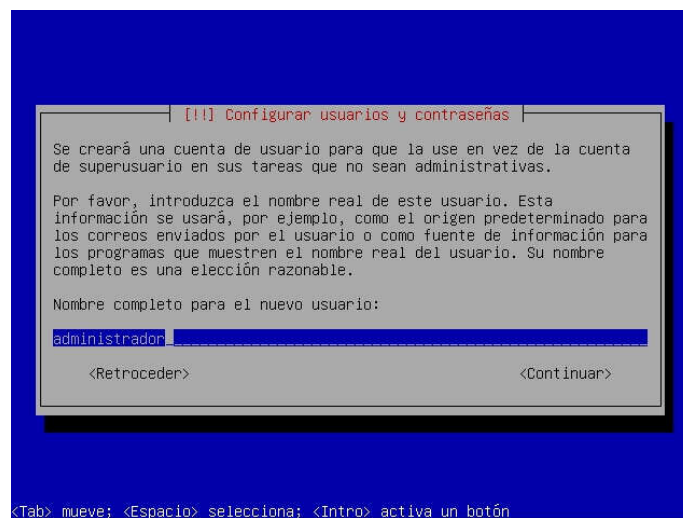 [!!] Configurar usuarios y contraseñas
Se creará una cuenta de usuario para que la use en vez de la cuenta
de superusuario en sus tareas que no sean administrativas.
Por favor, introduzca el nombre real de este usuario. Esta
información se usará, por ejemplo, como el origen predeterminado para
los correos enviados por el usuario o como fuente de información para
los programas que muestren el nombre real del usuario. Su nombre
completo es una elección razonable.
Nombre completo para el nuevo usuario:
administrador
<Retroceder> <Continuar>
<Tab> mueve; <Espacio> selecciona; <Intro> activa un botón